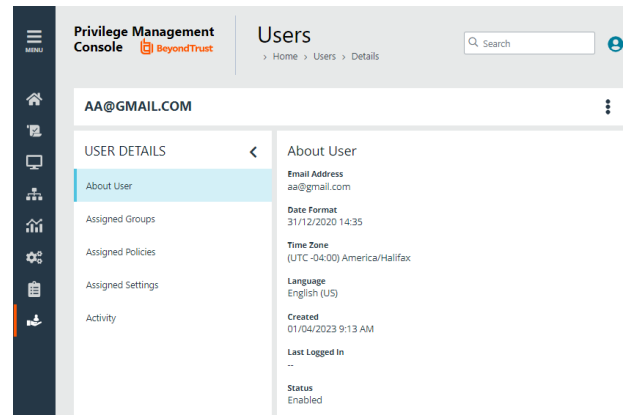 MENU
Privilege Management
Console BeyondTrust
Users
› Home › Users › Details
Search
AA@GMAIL.COM
USER DETAILS
About User
Assigned Groups
Assigned Policies
Assigned Settings
Activity
About User
Email Address
aa@gmail.com
Date Format
31/12/2020 14:35
Time Zone
(UTC -04:00) America/Halifax
Language
English (US)
Created
01/04/2023 9:13 AM
Last Logged In
--
Status
Enabled